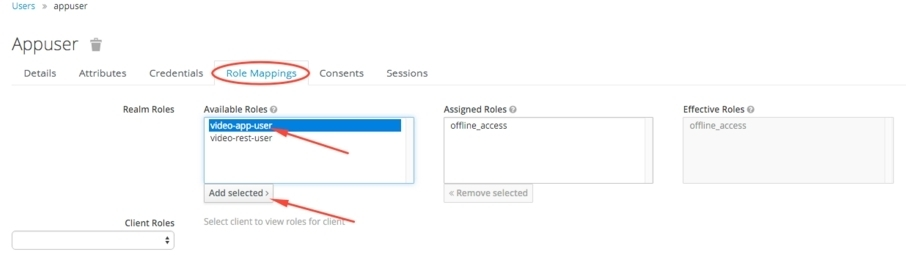 Users » appuser
Appuser
Details Attributes Credentials Role Mappings Consents Sessions
Realm Roles Available Roles Assigned Roles Effective Roles
video-app-user offline_access offline_access
video-rest-user
Add selected › « Remove selected
Client Roles Select client to view roles for client